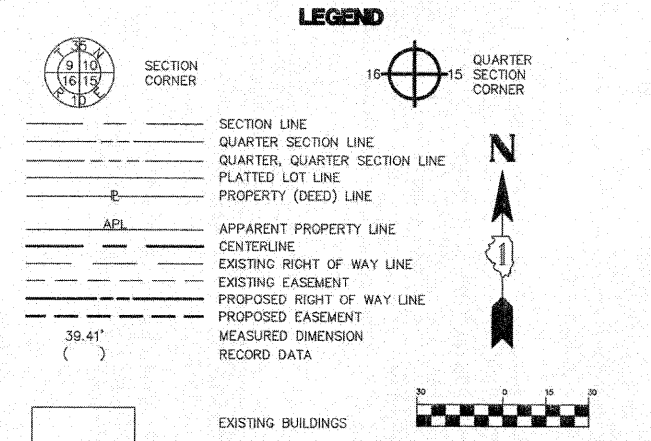 LEGEND
T 35 N
9 10
16 15
R 10 E
SECTION
CORNER
16 15
QUARTER
SECTION
CORNER
SECTION LINE
QUARTER SECTION LINE
QUARTER, QUARTER SECTION LINE
PLATTED LOT LINE
PL PROPERTY (DEED) LINE
APL APPARENT PROPERTY LINE
CENTERLINE
EXISTING RIGHT OF WAY LINE
EXISTING EASEMENT
PROPOSED RIGHT OF WAY LINE
PROPOSED EASEMENT
39.41' MEASURED DIMENSION
( ) RECORD DATA
N
1
30 0 15 30
EXISTING BUILDINGS